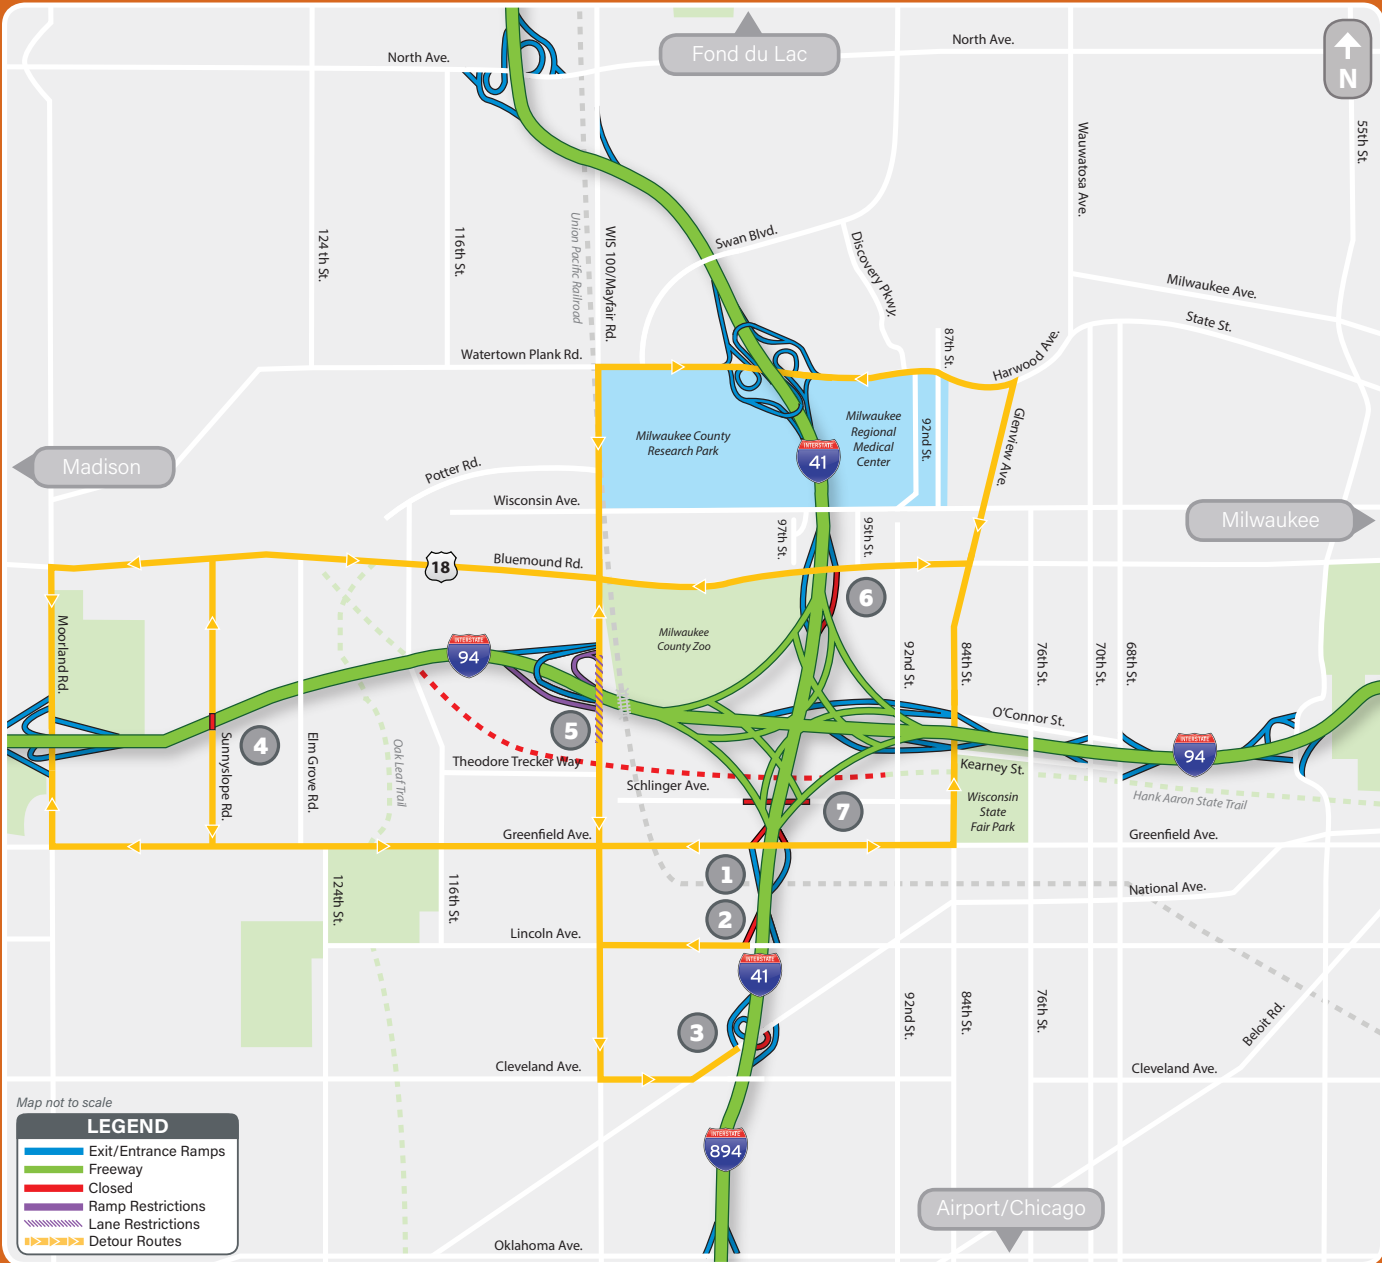 Fond du Lac
North Ave.
North Ave.
N
55th St.
Wauwatosa Ave.
124 th St.
116th St.
Union Pacific Railroad
WIS 100/Mayfair Rd.
Swan Blvd.
Discovery Pkwy.
Milwaukee Ave.
State St.
87th St.
Harwood Ave.
Watertown Plank Rd.
Milwaukee County
Research Park
Milwaukee
Regional
Medical
Center
92nd St.
Glenview Ave.
INTERSTATE
41
Madison
Potter Rd.
Wisconsin Ave.
Milwaukee
97th St.
95th St.
Bluemound Rd.
18
6
Moorland Rd.
Milwaukee
County Zoo
INTERSTATE
94
92nd St.
84th St.
76th St.
70th St.
68th St.
O'Connor St.
5
4
Sunnyslope Rd.
Elm Grove Rd.
Oak Leaf Trail
INTERSTATE
94
Theodore Trecker Way
Kearney St.
Schlinger Ave.
7
Wisconsin
State
Fair Park
Hank Aaron State Trail
Greenfield Ave.
Greenfield Ave.
1
124th St.
116th St.
National Ave.
2
Lincoln Ave.
INTERSTATE
41
92nd St.
84th St.
76th St.
Beloit Rd.
3
Cleveland Ave.
Cleveland Ave.
Map not to scale
LEGEND
Exit/Entrance Ramps
Freeway
Closed
Ramp Restrictions
Lane Restrictions
Detour Routes
INTERSTATE
894
Airport/Chicago
Oklahoma Ave.